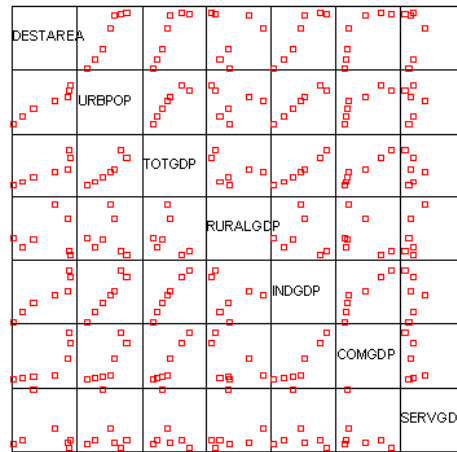 DESTAREA
URBPOP
TOTGDP
RURALGDP
INDGDP
COMGDP
SERVGD